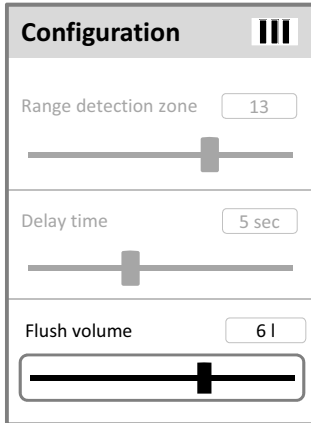 Configuration
Range detection zone 13
Delay time 5 sec
Flush volume 6 l